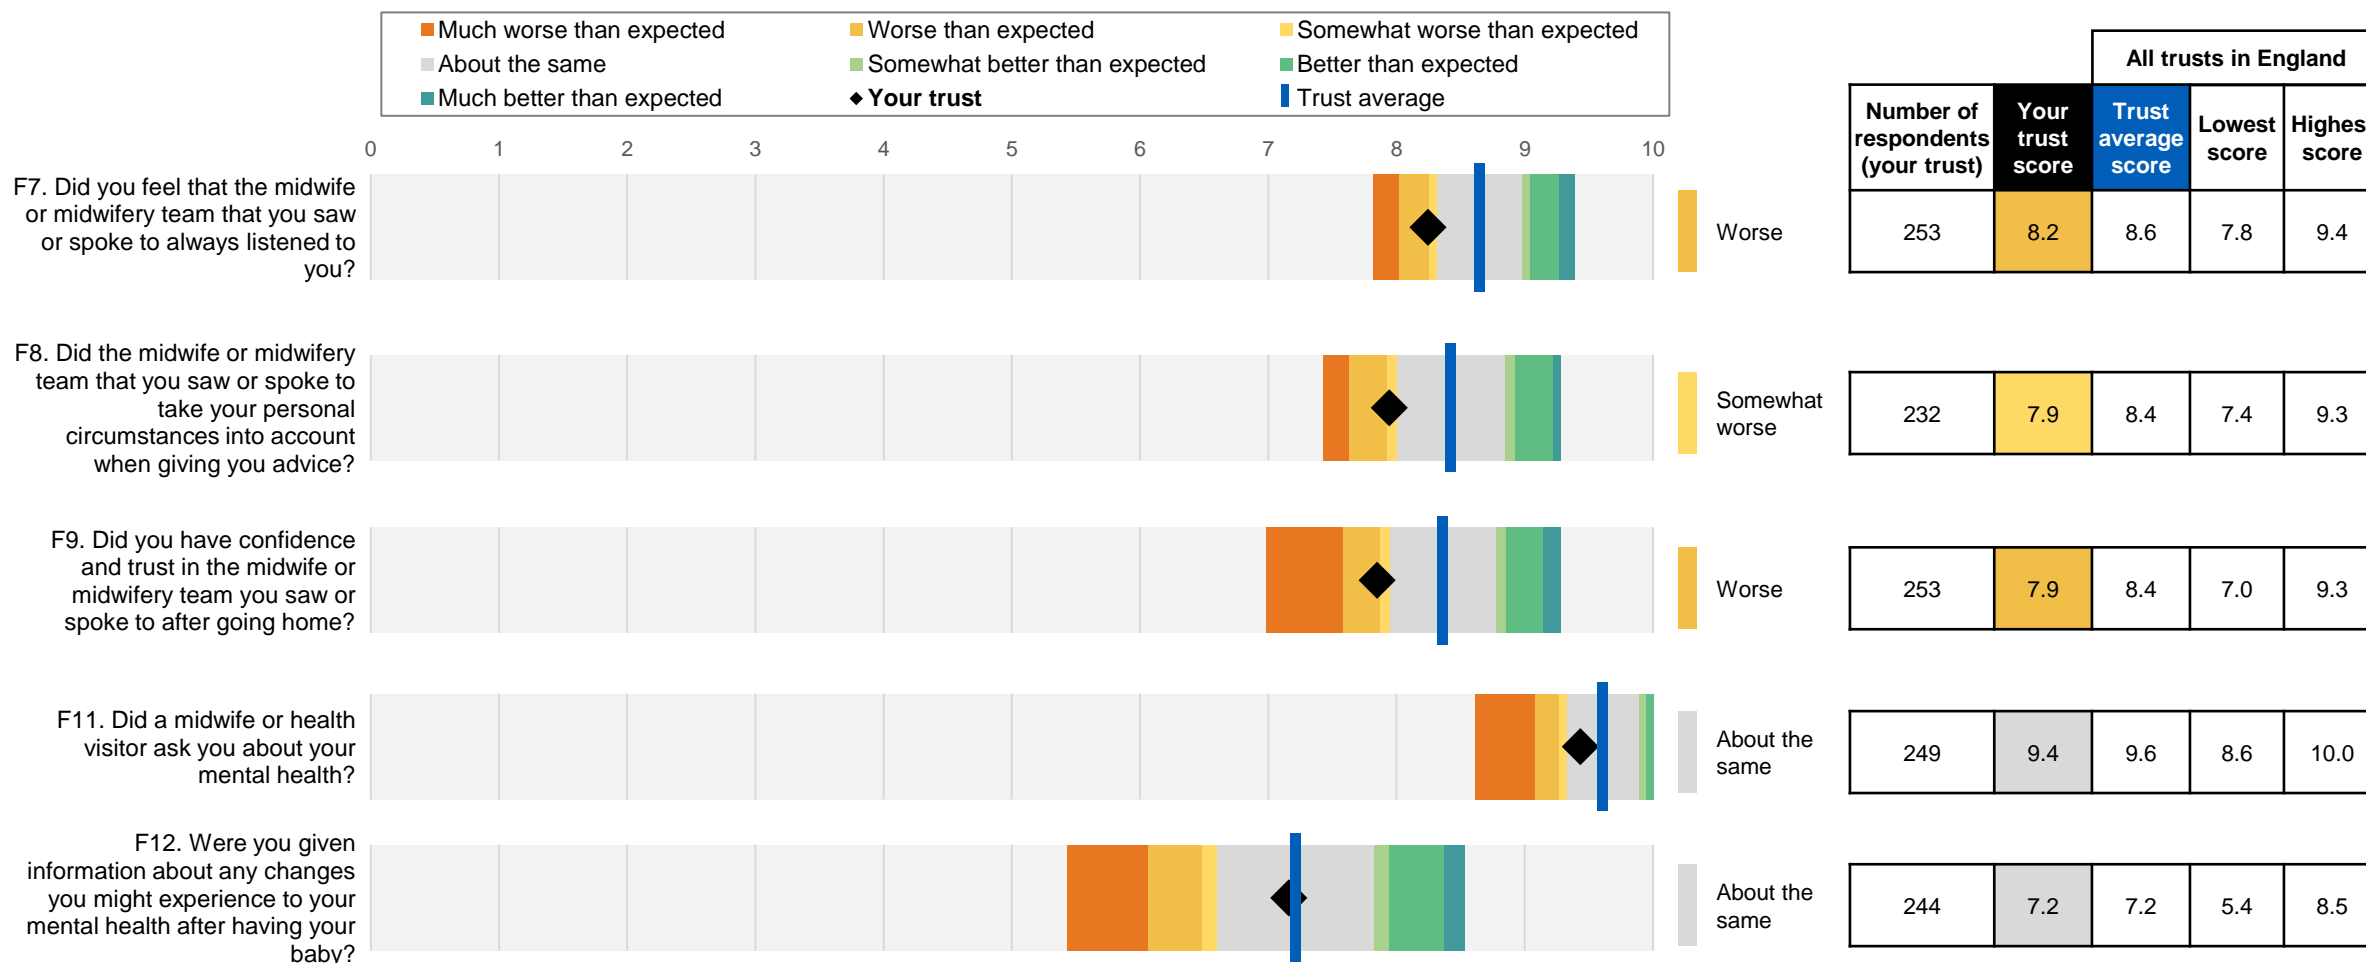 Much worse than expected
Worse than expected
Somewhat worse than expected
About the same
Somewhat better than expected
Better than expected
Much better than expected
Your trust
Trust average
All trusts in England
Number of respondents (your trust)
Your trust score
Trust average score
Lowest score
Highes score
0 1 2 3 4 5 6 7 8 9 10
F7. Did you feel that the midwife
or midwifery team that you saw
or spoke to always listened to
you?
Worse
253 8.2 8.6 7.8 9.4
F8. Did the midwife or midwifery
team that you saw or spoke to
take your personal
circumstances into account
when giving you advice?
Somewhat
worse
232 7.9 8.4 7.4 9.3
F9. Did you have confidence
and trust in the midwife or
midwifery team you saw or
spoke to after going home?
Worse
253 7.9 8.4 7.0 9.3
F11. Did a midwife or health
visitor ask you about your
mental health?
About the
same
249 9.4 9.6 8.6 10.0
F12. Were you given
information about any changes
you might experience to your
mental health after having your
baby?
About the
same
244 7.2 7.2 5.4 8.5